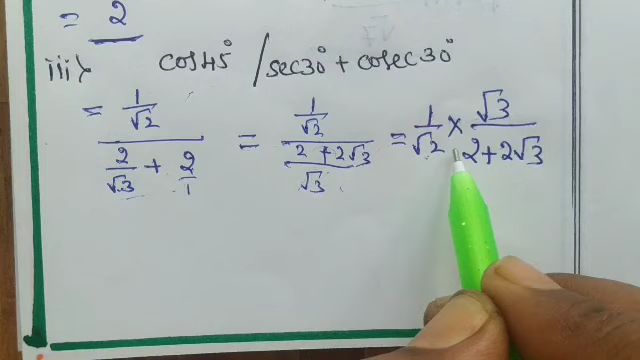 = 2
iii> cos45° / sec30° + cosec30°
= 1/√2 / (2/√3 + 2/1) = 1/√2 / ((2+2√3)/√3) = 1/√2 × √3/(2+2√3)